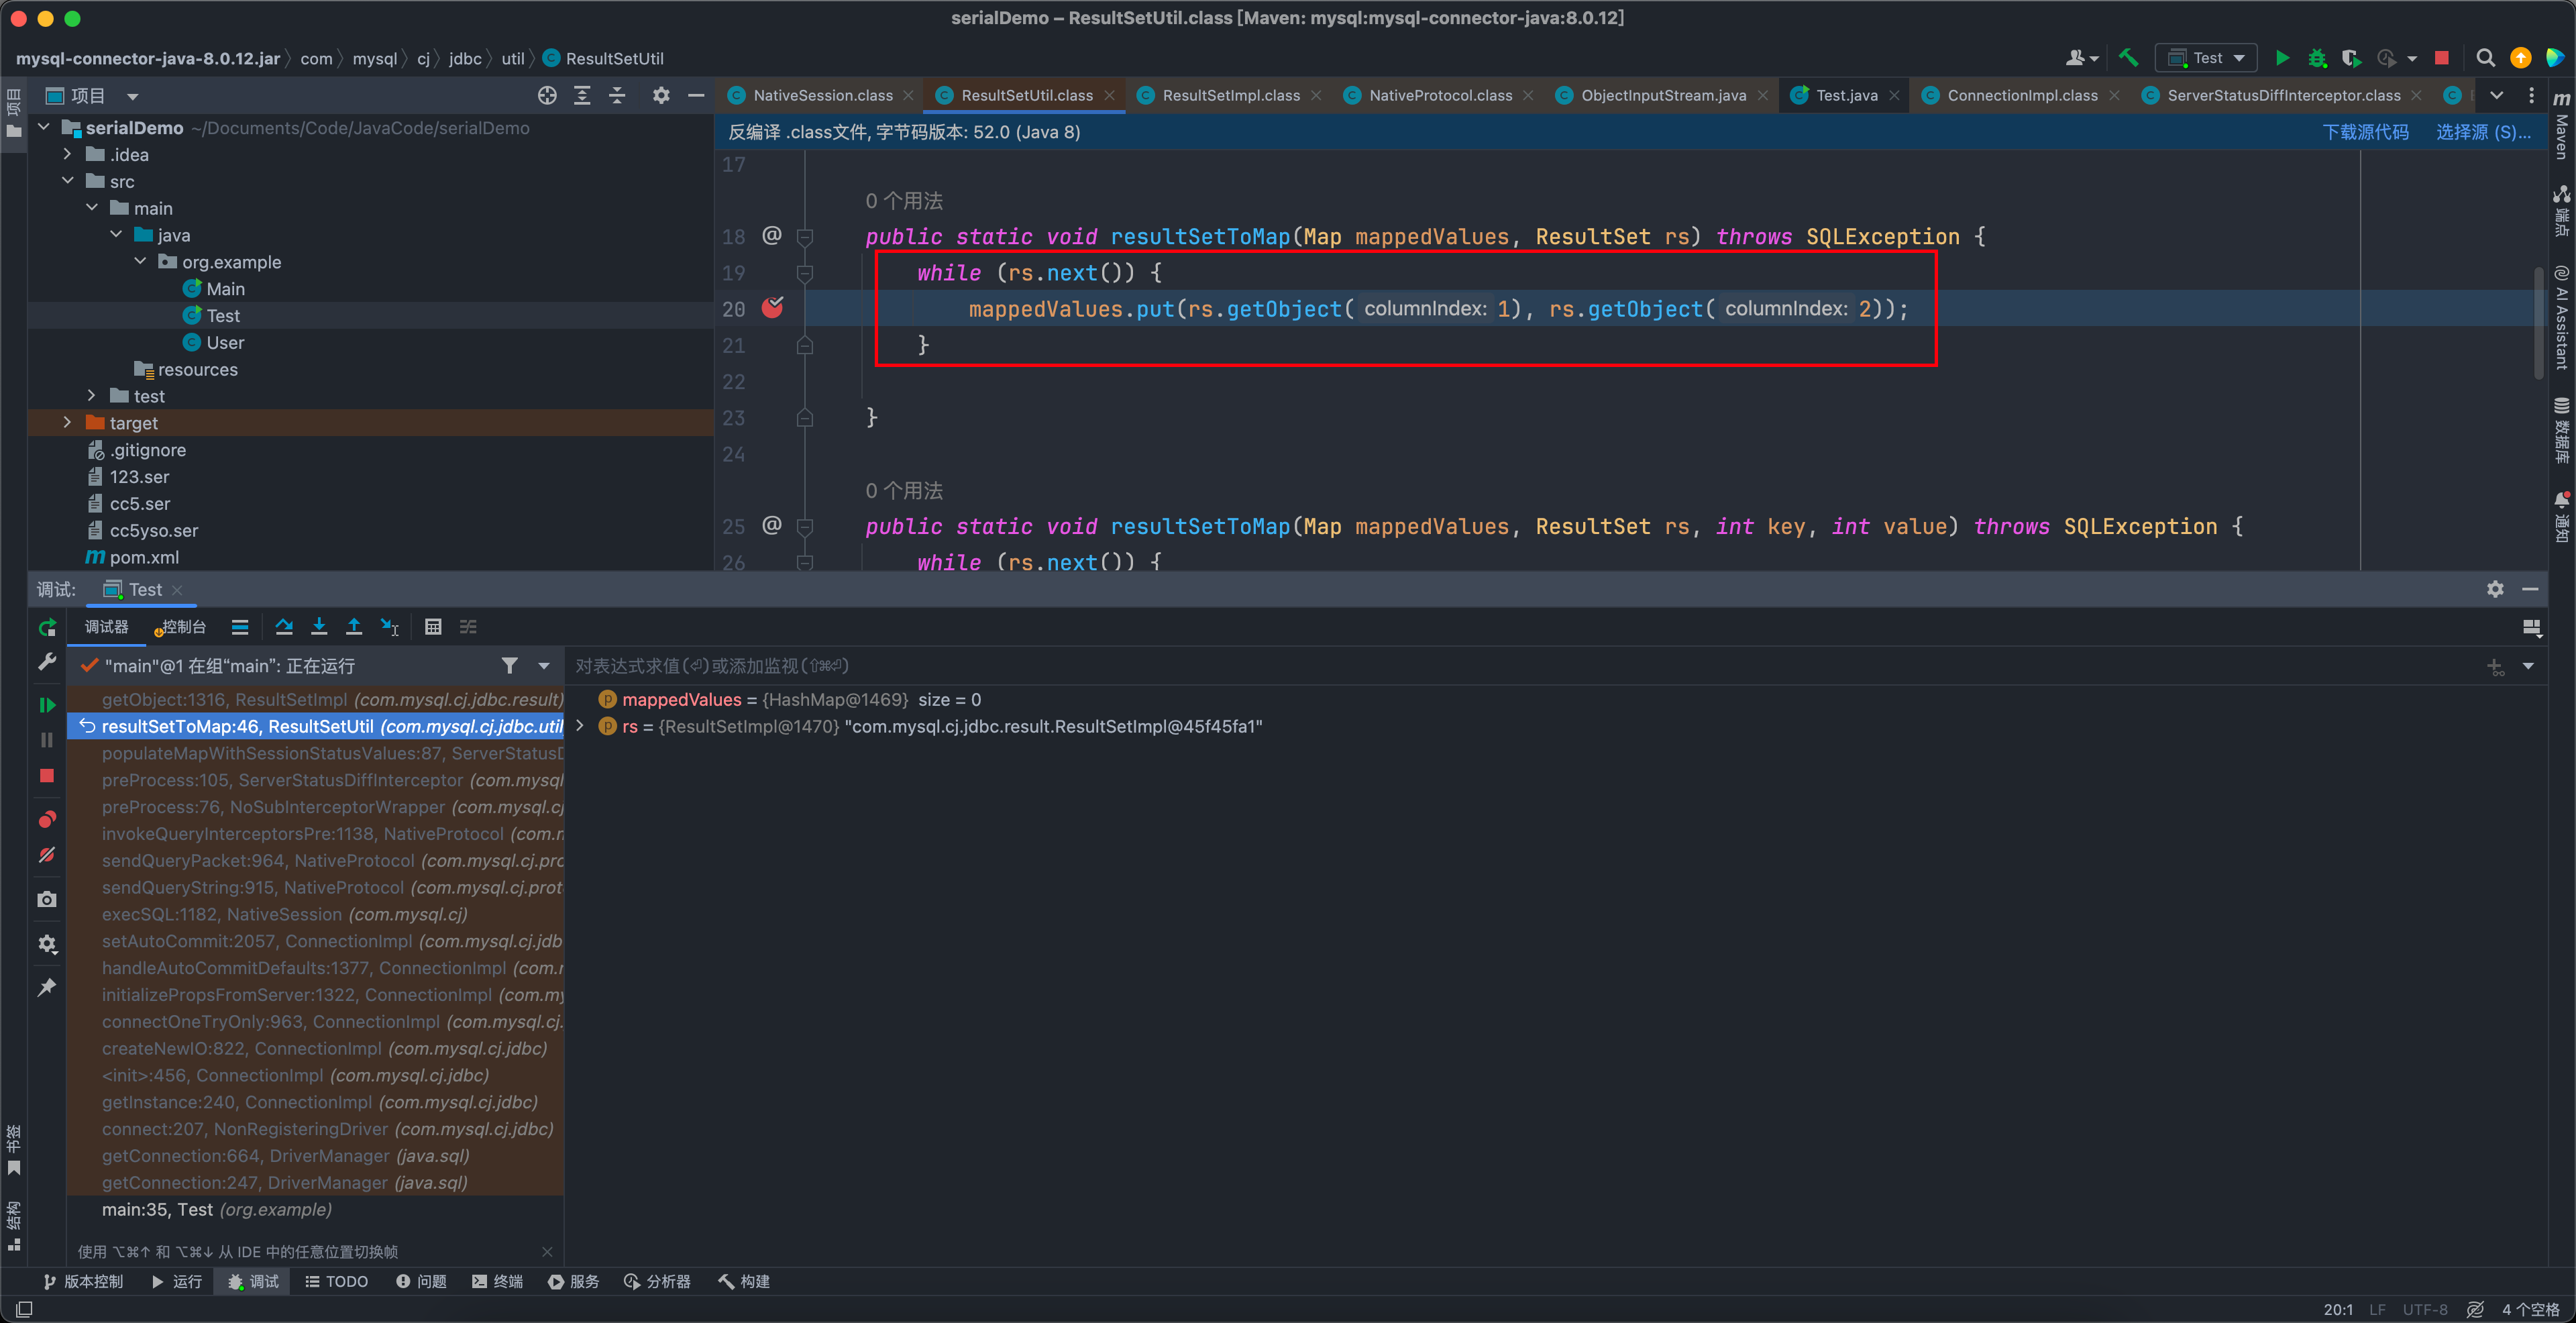 serialDemo – ResultSetUtil.class [Maven: mysql:mysql-connector-java:8.0.12]
mysql-connector-java-8.0.12.jar com mysql cj jdbc util ResultSetUtil
Test
项目
NativeSession.class ResultSetUtil.class ResultSetImpl.class NativeProtocol.class ObjectInputStream.java Test.java ConnectionImpl.class ServerStatusDiffInterceptor.class
项目
反编译 .class文件, 字节码版本: 52.0 (Java 8) 下载源代码 选择源 (S)...
serialDemo ~/Documents/Code/JavaCode/serialDemo
.idea
src
main
java
org.example
Main
Test
User
resources
test
target
.gitignore
123.ser
cc5.ser
cc5yso.ser
pom.xml
17
0 个用法
18 @ public static void resultSetToMap(Map mappedValues, ResultSet rs) throws SQLException {
19 while (rs.next()) {
20 mappedValues.put(rs.getObject( columnIndex: 1), rs.getObject( columnIndex: 2));
21 }
22
23 }
24
0 个用法
25 @ public static void resultSetToMap(Map mappedValues, ResultSet rs, int key, int value) throws SQLException {
26 while (rs.next()) {
Maven
端点
AI Assistant
数据库
通知
调试: Test
调试器 控制台
"main"@1 在组“main”: 正在运行
getObject:1316, ResultSetImpl (com.mysql.cj.jdbc.result)
resultSetToMap:46, ResultSetUtil (com.mysql.cj.jdbc.util
populateMapWithSessionStatusValues:87, ServerStatusD
preProcess:105, ServerStatusDiffInterceptor (com.mysql
preProcess:76, NoSubInterceptorWrapper (com.mysql.cj
invokeQueryInterceptorsPre:1138, NativeProtocol (com.m
sendQueryPacket:964, NativeProtocol (com.mysql.cj.pro
sendQueryString:915, NativeProtocol (com.mysql.cj.prot
execSQL:1182, NativeSession (com.mysql.cj)
setAutoCommit:2057, ConnectionImpl (com.mysql.cj.jdb
handleAutoCommitDefaults:1377, ConnectionImpl (com.m
initializePropsFromServer:1322, ConnectionImpl (com.my
connectOneTryOnly:963, ConnectionImpl (com.mysql.cj.
createNewIO:822, ConnectionImpl (com.mysql.cj.jdbc)
<init>:456, ConnectionImpl (com.mysql.cj.jdbc)
getInstance:240, ConnectionImpl (com.mysql.cj.jdbc)
connect:207, NonRegisteringDriver (com.mysql.cj.jdbc)
getConnection:664, DriverManager (java.sql)
getConnection:247, DriverManager (java.sql)
main:35, Test (org.example)
使用 ⌥⌘↑ 和 ⌥⌘↓ 从 IDE 中的任意位置切换帧
对表达式求值(⏎)或添加监视(⇧⌘⏎)
mappedValues = {HashMap@1469} size = 0
rs = {ResultSetImpl@1470} "com.mysql.cj.jdbc.result.ResultSetImpl@45f45fa1"
书签
结构
版本控制 运行 调试 TODO 问题 终端 服务 分析器 构建
20:1 LF UTF-8 4 个空格